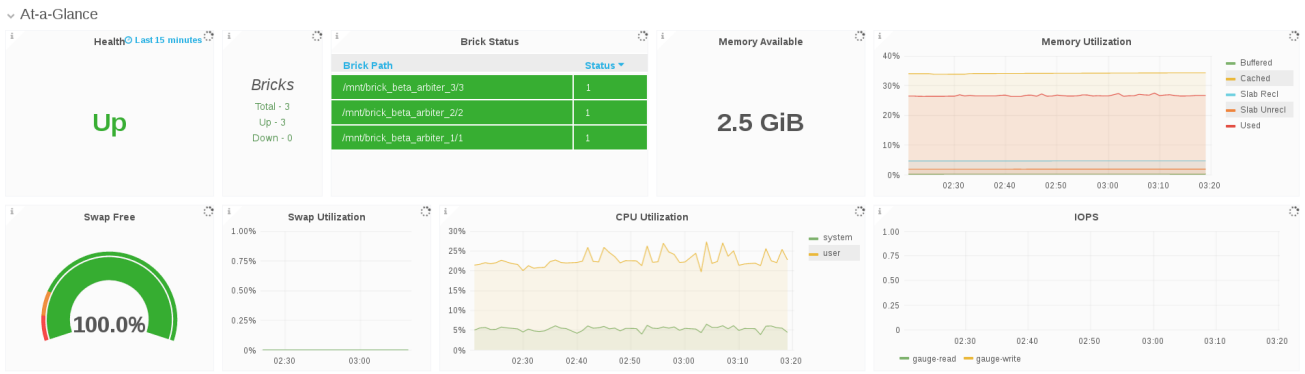 At-a-Glance
Health
Last 15 minutes
Up
Bricks
Total - 3
Up - 3
Down - 0
Brick Status
Brick Path Status
/mnt/brick_beta_arbiter_3/3 1
/mnt/brick_beta_arbiter_2/2 1
/mnt/brick_beta_arbiter_1/1 1
Memory Available
2.5 GiB
Memory Utilization
40%
30%
20%
10%
0%
02:30 02:40 02:50 03:00 03:10 03:20
Buffered
Cached
Slab Recl
Slab Unrecl
Used
Swap Free
100.0%
Swap Utilization
1.00%
0.75%
0.50%
0.25%
0%
02:30 03:00
CPU Utilization
30%
25%
20%
15%
10%
5%
0%
02:30 02:40 02:50 03:00 03:10 03:20
system
user
IOPS
1.00
0.75
0.50
0.25
0
02:30 02:40 02:50 03:00 03:10 03:20
gauge-read gauge-write